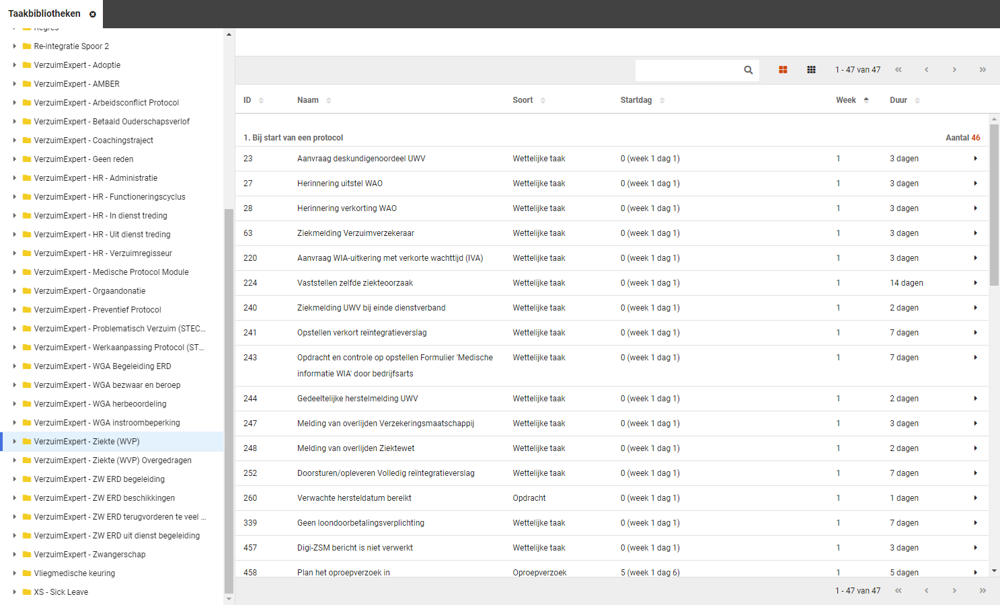 Taakbibliotheken
Regres
Re-integratie Spoor 2
VerzuimExpert - Adoptie
VerzuimExpert - AMBER
VerzuimExpert - Arbeidsconflict Protocol
VerzuimExpert - Betaald Ouderschapsverlof
VerzuimExpert - Coachingstraject
VerzuimExpert - Geen reden
VerzuimExpert - HR - Administratie
VerzuimExpert - HR - Functioneringscyclus
VerzuimExpert - HR - In dienst treding
VerzuimExpert - HR - Uit dienst treding
VerzuimExpert - HR - Verzuimregisseur
VerzuimExpert - Medische Protocol Module
VerzuimExpert - Orgaandonatie
VerzuimExpert - Preventief Protocol
VerzuimExpert - Problematisch Verzuim (STEC...
VerzuimExpert - Werkaanpassing Protocol (ST...
VerzuimExpert - WGA Begeleiding ERD
VerzuimExpert - WGA bezwaar en beroep
VerzuimExpert - WGA herbeoordeling
VerzuimExpert - WGA instroombeperking
VerzuimExpert - Ziekte (WVP)
VerzuimExpert - Ziekte (WVP) Overgedragen
VerzuimExpert - ZW ERD begeleiding
VerzuimExpert - ZW ERD beschikkingen
VerzuimExpert - ZW ERD terugvorderen te veel ...
VerzuimExpert - ZW ERD uit dienst begeleiding
VerzuimExpert - Zwangerschap
Vliegmedische keuring
XS - Sick Leave
1 - 47 van 47
ID Naam Soort Startdag Week Duur
1. Bij start van een protocol Aantal 46
23 Aanvraag deskundigenoordeel UWV Wettelijke taak 0 (week 1 dag 1) 1 3 dagen
27 Herinnering uitstel WAO Wettelijke taak 0 (week 1 dag 1) 1 3 dagen
28 Herinnering verkorting WAO Wettelijke taak 0 (week 1 dag 1) 1 3 dagen
63 Ziekmelding Verzuimverzekeraar Wettelijke taak 0 (week 1 dag 1) 1 3 dagen
220 Aanvraag WIA-uitkering met verkorte wachttijd (IVA) Wettelijke taak 0 (week 1 dag 1) 1 3 dagen
224 Vaststellen zelfde ziekteoorzaak Wettelijke taak 0 (week 1 dag 1) 1 14 dagen
240 Ziekmelding UWV bij einde dienstverband Wettelijke taak 0 (week 1 dag 1) 1 2 dagen
241 Opstellen verkort reïntegratieverslag Wettelijke taak 0 (week 1 dag 1) 1 7 dagen
243 Opdracht en controle op opstellen Formulier 'Medische Wettelijke taak 0 (week 1 dag 1) 1 7 dagen
informatie WIA' door bedrijfsarts
244 Gedeeltelijke herstelmelding UWV Wettelijke taak 0 (week 1 dag 1) 1 2 dagen
247 Melding van overlijden Verzekeringsmaatschappij Wettelijke taak 0 (week 1 dag 1) 1 3 dagen
248 Melding van overlijden Ziektewet Wettelijke taak 0 (week 1 dag 1) 1 2 dagen
252 Doorsturen/opleveren Volledig reïntegratieverslag Wettelijke taak 0 (week 1 dag 1) 1 7 dagen
260 Verwachte hersteldatum bereikt Opdracht 0 (week 1 dag 1) 1 1 dagen
339 Geen loondoorbetalingsverplichting Wettelijke taak 0 (week 1 dag 1) 1 7 dagen
457 Digi-ZSM bericht is niet verwerkt Wettelijke taak 0 (week 1 dag 1) 1 3 dagen
458 Plan het oproepverzoek in Oproepverzoek 5 (week 1 dag 6) 1 5 dagen
1 - 47 van 47